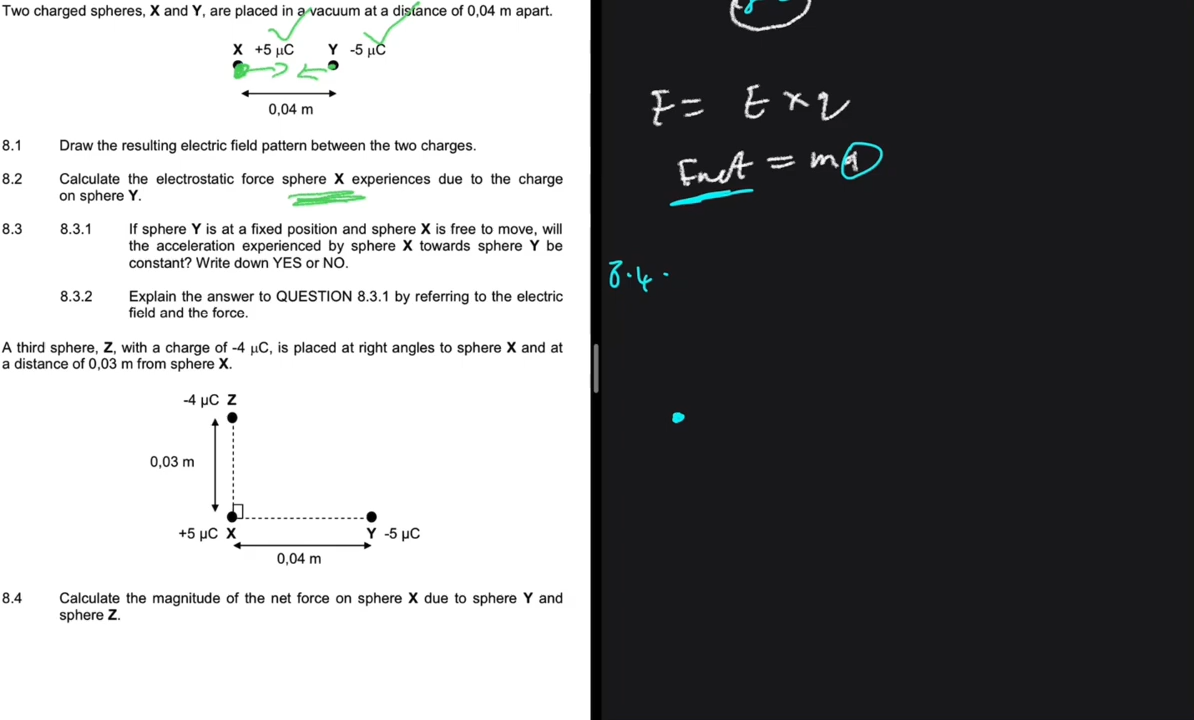 Two charged spheres, X and Y, are placed in a vacuum at a distance of 0,04 m apart.
X +5 µC Y -5 µC
0,04 m
8.1 Draw the resulting electric field pattern between the two charges.
8.2 Calculate the electrostatic force sphere X experiences due to the charge
on sphere Y.
8.3 8.3.1 If sphere Y is at a fixed position and sphere X is free to move, will
the acceleration experienced by sphere X towards sphere Y be
constant? Write down YES or NO.
8.3.2 Explain the answer to QUESTION 8.3.1 by referring to the electric
field and the force.
A third sphere, Z, with a charge of -4 µC, is placed at right angles to sphere X and at
a distance of 0,03 m from sphere X.
-4 µC Z
0,03 m
+5 µC X Y -5 µC
0,04 m
8.4 Calculate the magnitude of the net force on sphere X due to sphere Y and
sphere Z.
F = E × q
Fnet = ma
8.4.